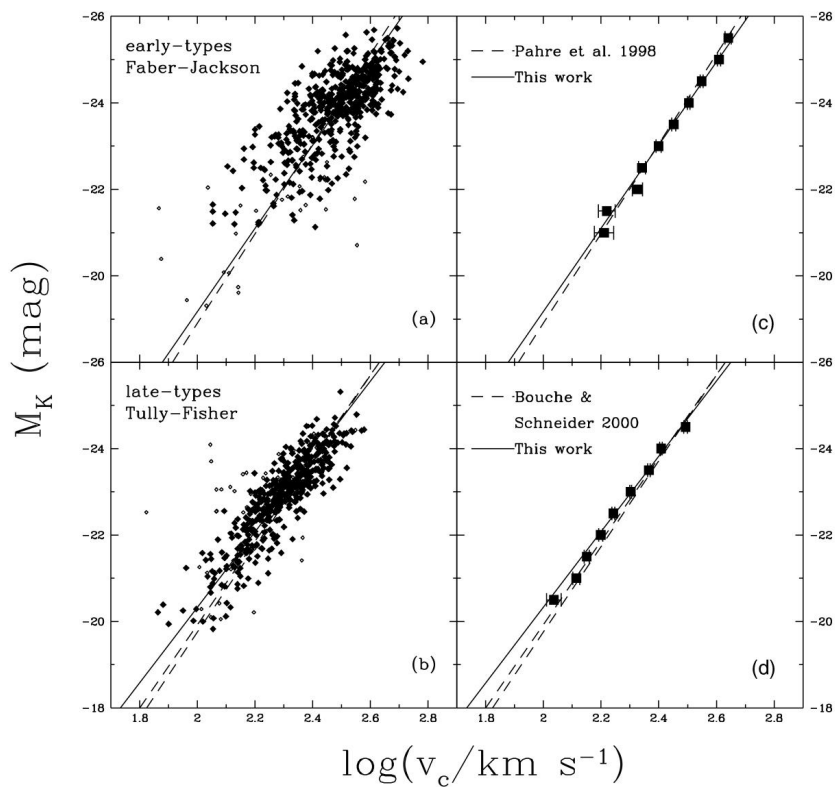 -26 -26
early-types Pahre et al. 1998
Faber-Jackson This work
-24 -24
-22 -22
-20 -20
(a) (c)
-26 -26
late-types Bouche &
Tully-Fisher Schneider 2000
This work
-24 -24
-22 -22
-20 -20
(b) (d)
-18 -18
1.8 2 2.2 2.4 2.6 2.8 1.8 2 2.2 2.4 2.6 2.8
M_K (mag)
log(v_c/km s⁻¹)